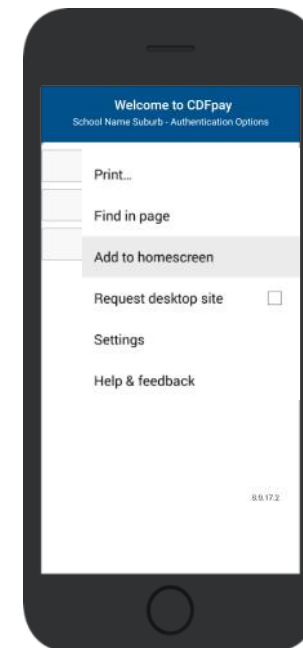 Welcome to CDFpay
School Name Suburb - Authentication Options
Print...
Find in page
Add to homescreen
Request desktop site
Settings
Help & feedback
8.9.17.2